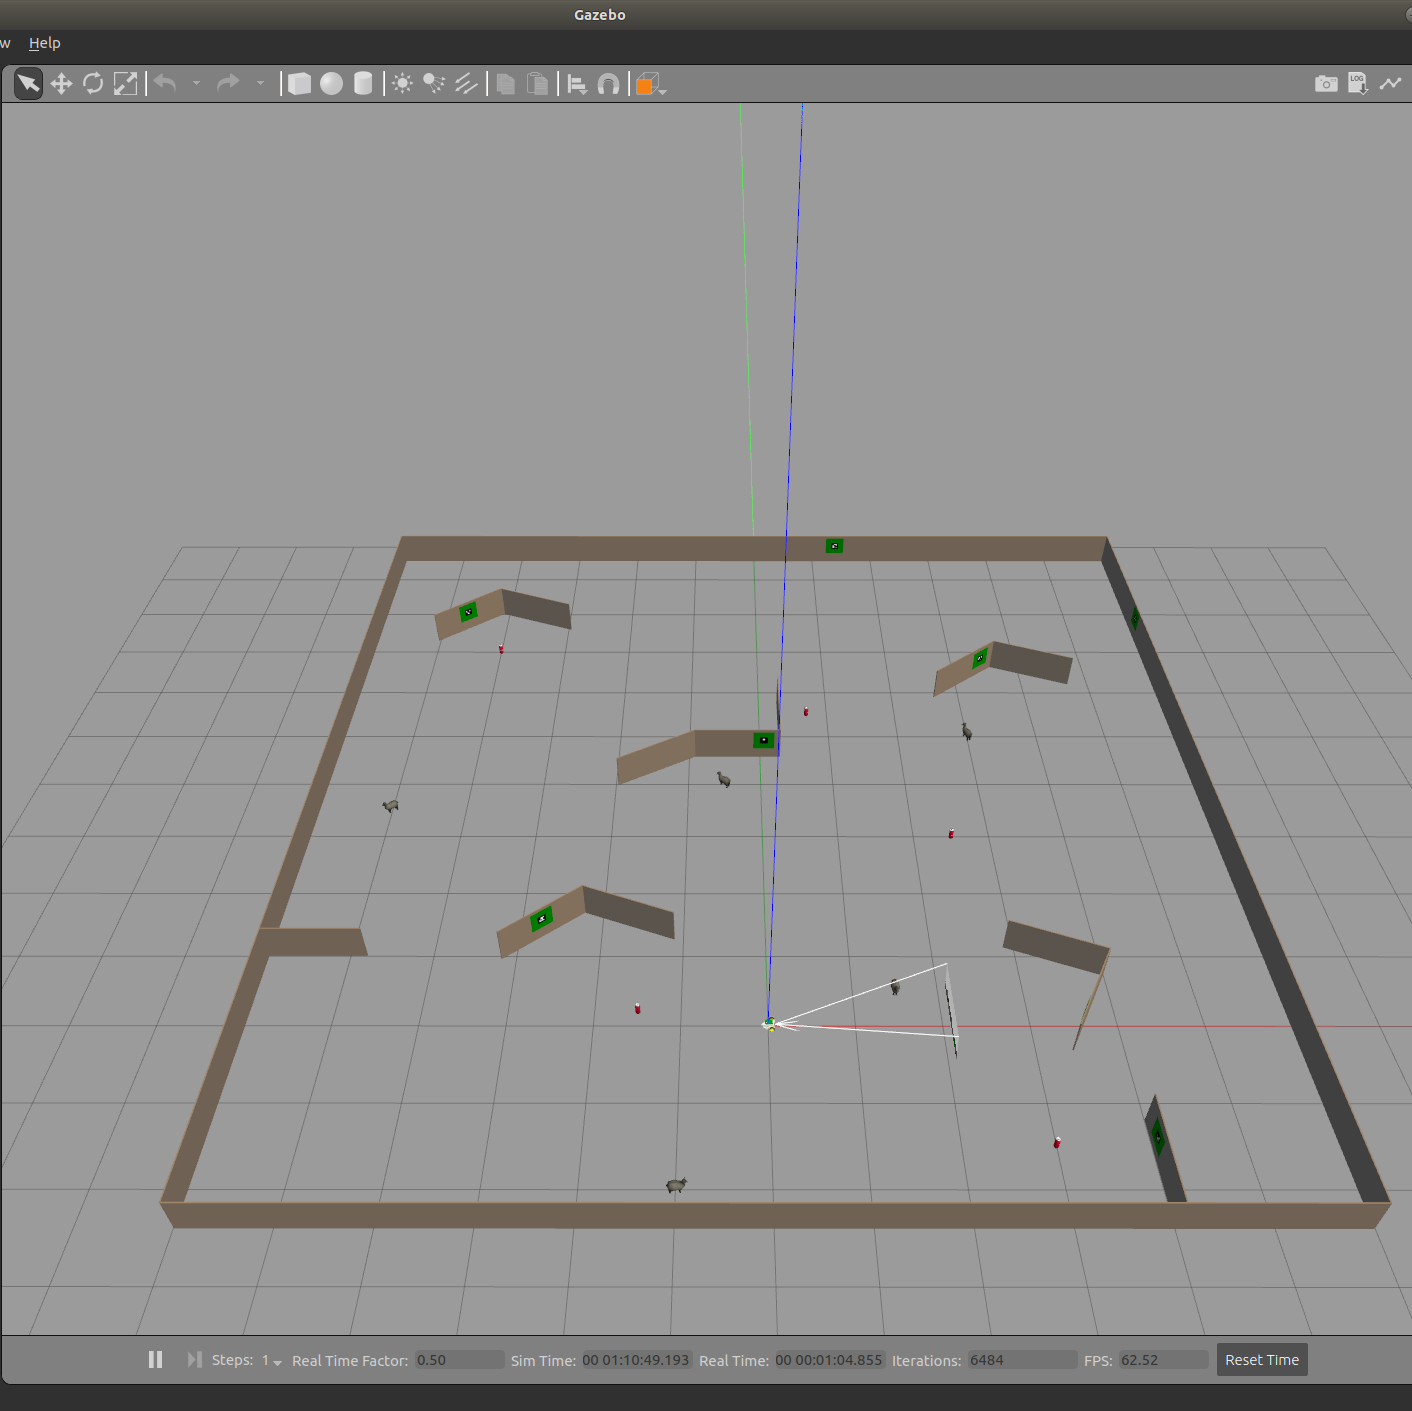 Gazebo
w Help
LOG
Steps: 1 Real Time Factor: 0.50 Sim Time: 00 01:10:49.193 Real Time: 00 00:01:04.855 Iterations: 6484 FPS: 62.52 Reset Time